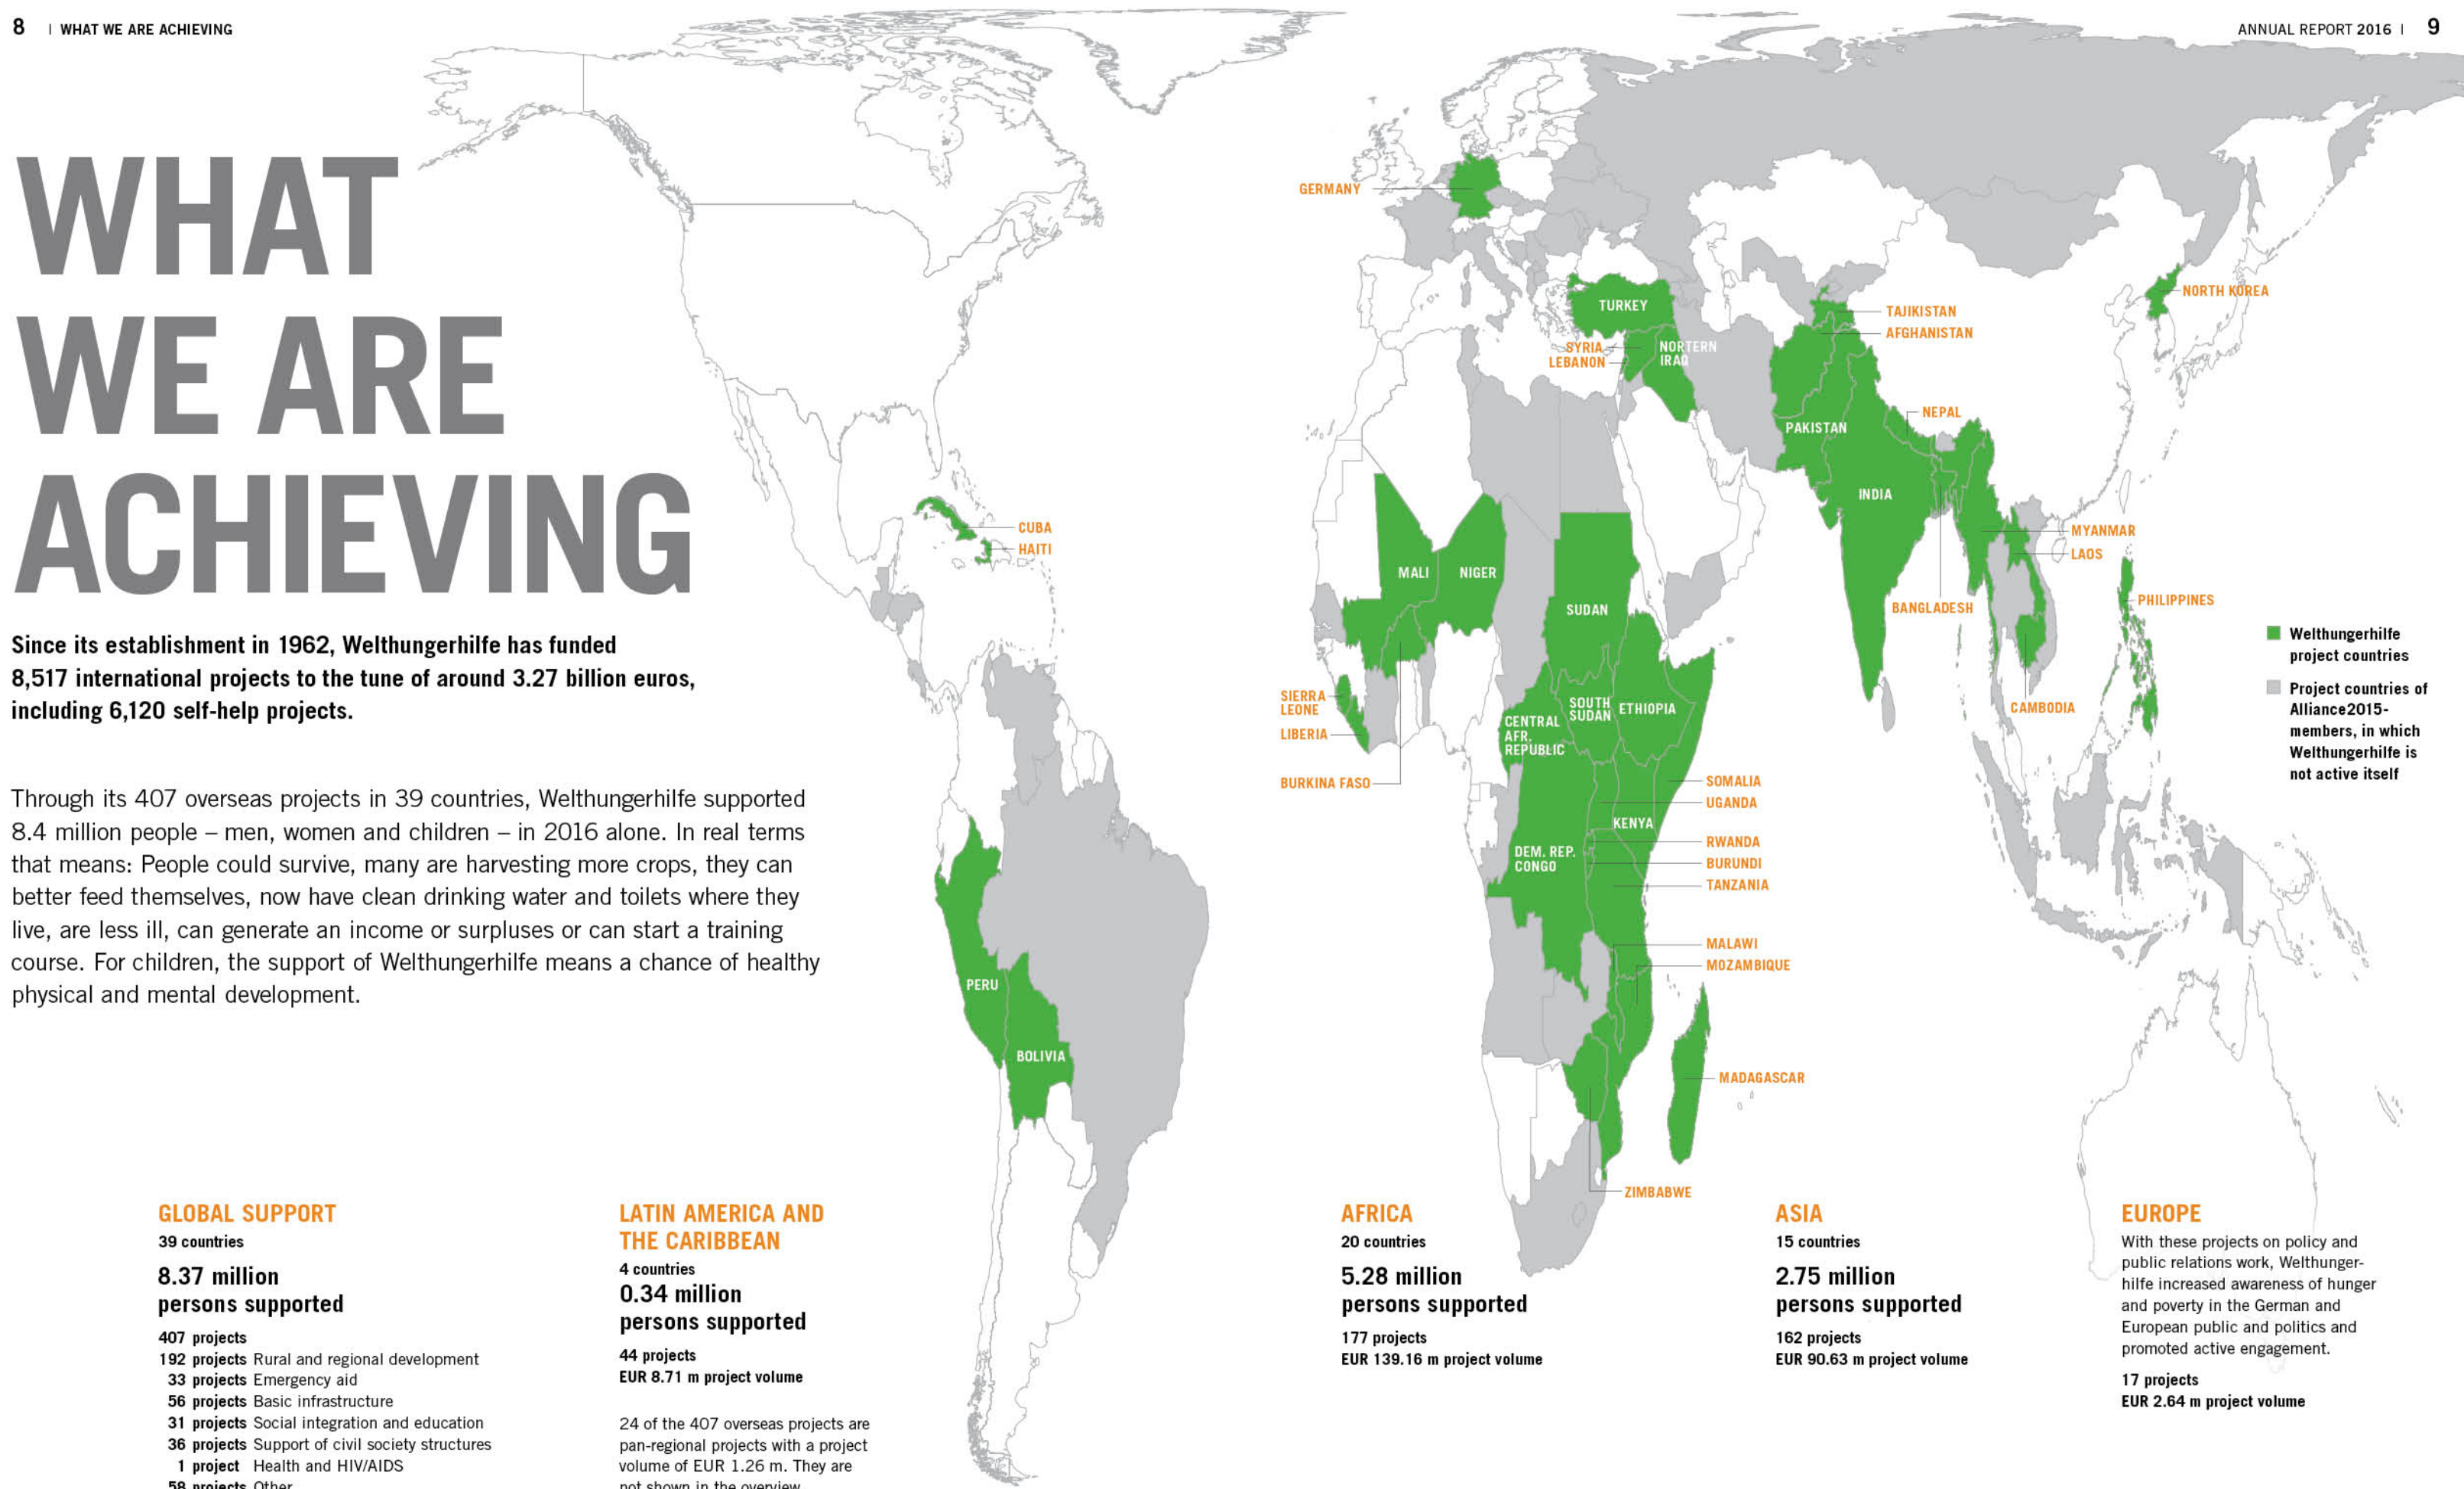 8 | WHAT WE ARE ACHIEVING
ANNUAL REPORT 2016 | 9
WHAT
WE ARE
ACHIEVING
Since its establishment in 1962, Welthungerhilfe has funded
8,517 international projects to the tune of around 3.27 billion euros,
including 6,120 self-help projects.
Through its 407 overseas projects in 39 countries, Welthungerhilfe supported
8.4 million people – men, women and children – in 2016 alone. In real terms
that means: People could survive, many are harvesting more crops, they can
better feed themselves, now have clean drinking water and toilets where they
live, are less ill, can generate an income or surpluses or can start a training
course. For children, the support of Welthungerhilfe means a chance of healthy
physical and mental development.
CUBA
HAITI
PERU
BOLIVIA
GERMANY
TURKEY
SYRIA
LEBANON
NORTERN
IRAQ
TAJIKISTAN
AFGHANISTAN
NORTH KOREA
NEPAL
PAKISTAN
INDIA
MYANMAR
LAOS
BANGLADESH
PHILIPPINES
CAMBODIA
MALI
NIGER
SUDAN
SIERRA
LEONE
LIBERIA
BURKINA FASO
CENTRAL
AFR.
REPUBLIC
SOUTH
SUDAN
ETHIOPIA
SOMALIA
UGANDA
KENYA
RWANDA
BURUNDI
TANZANIA
DEM. REP.
CONGO
MALAWI
MOZAMBIQUE
MADAGASCAR
ZIMBABWE
Welthungerhilfe
project countries
Project countries of
Alliance2015-
members, in which
Welthungerhilfe is
not active itself
GLOBAL SUPPORT
39 countries
8.37 million
persons supported
407 projects
192 projects Rural and regional development
33 projects Emergency aid
56 projects Basic infrastructure
31 projects Social integration and education
36 projects Support of civil society structures
1 project Health and HIV/AIDS
58 projects Other
LATIN AMERICA AND
THE CARIBBEAN
4 countries
0.34 million
persons supported
44 projects
EUR 8.71 m project volume
24 of the 407 overseas projects are
pan-regional projects with a project
volume of EUR 1.26 m. They are
not shown in the overview
AFRICA
20 countries
5.28 million
persons supported
177 projects
EUR 139.16 m project volume
ASIA
15 countries
2.75 million
persons supported
162 projects
EUR 90.63 m project volume
EUROPE
With these projects on policy and
public relations work, Welthunger-
hilfe increased awareness of hunger
and poverty in the German and
European public and politics and
promoted active engagement.
17 projects
EUR 2.64 m project volume